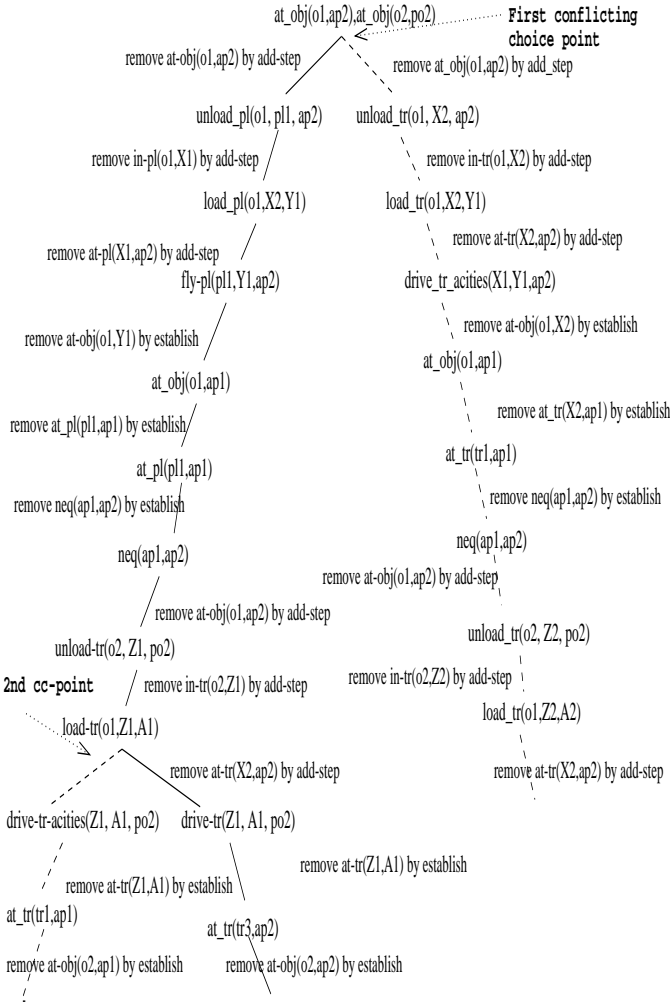 at_obj(o1,ap2),at_obj(o2,po2)
First conflicting
choice point
remove at-obj(o1,ap2) by add-step
remove at_obj(o1,ap2) by add_step
unload_pl(o1, pl1, ap2)
unload_tr(o1, X2, ap2)
remove in-pl(o1,X1) by add-step
remove in-tr(o1,X2) by add-step
load_pl(o1,X2,Y1)
load_tr(o1,X2,Y1)
remove at-pl(X1,ap2) by add-step
remove at-tr(X2,ap2) by add-step
fly-pl(pl1,Y1,ap2)
drive_tr_acities(X1,Y1,ap2)
remove at-obj(o1,Y1) by establish
remove at-obj(o1,X2) by establish
at_obj(o1,ap1)
at_obj(o1,ap1)
remove at_pl(pl1,ap1) by establish
remove at_tr(X2,ap1) by establish
at_pl(pl1,ap1)
at_tr(tr1,ap1)
remove neq(ap1,ap2) by establish
remove neq(ap1,ap2) by establish
neq(ap1,ap2)
neq(ap1,ap2)
remove at-obj(o1,ap2) by add-step
remove at-obj(o1,ap2) by add-step
unload-tr(o2, Z1, po2)
unload_tr(o2, Z2, po2)
2nd cc-point
remove in-tr(o2,Z1) by add-step
remove in-tr(o2,Z2) by add-step
load-tr(o1,Z1,A1)
load_tr(o1,Z2,A2)
remove at-tr(X2,ap2) by add-step
remove at-tr(X2,ap2) by add-step
drive-tr-acities(Z1, A1, po2)
drive-tr(Z1, A1, po2)
remove at-tr(Z1,A1) by establish
remove at-tr(Z1,A1) by establish
at_tr(tr1,ap1)
at_tr(tr3,ap2)
remove at-obj(o2,ap1) by establish
remove at-obj(o2,ap2) by establish